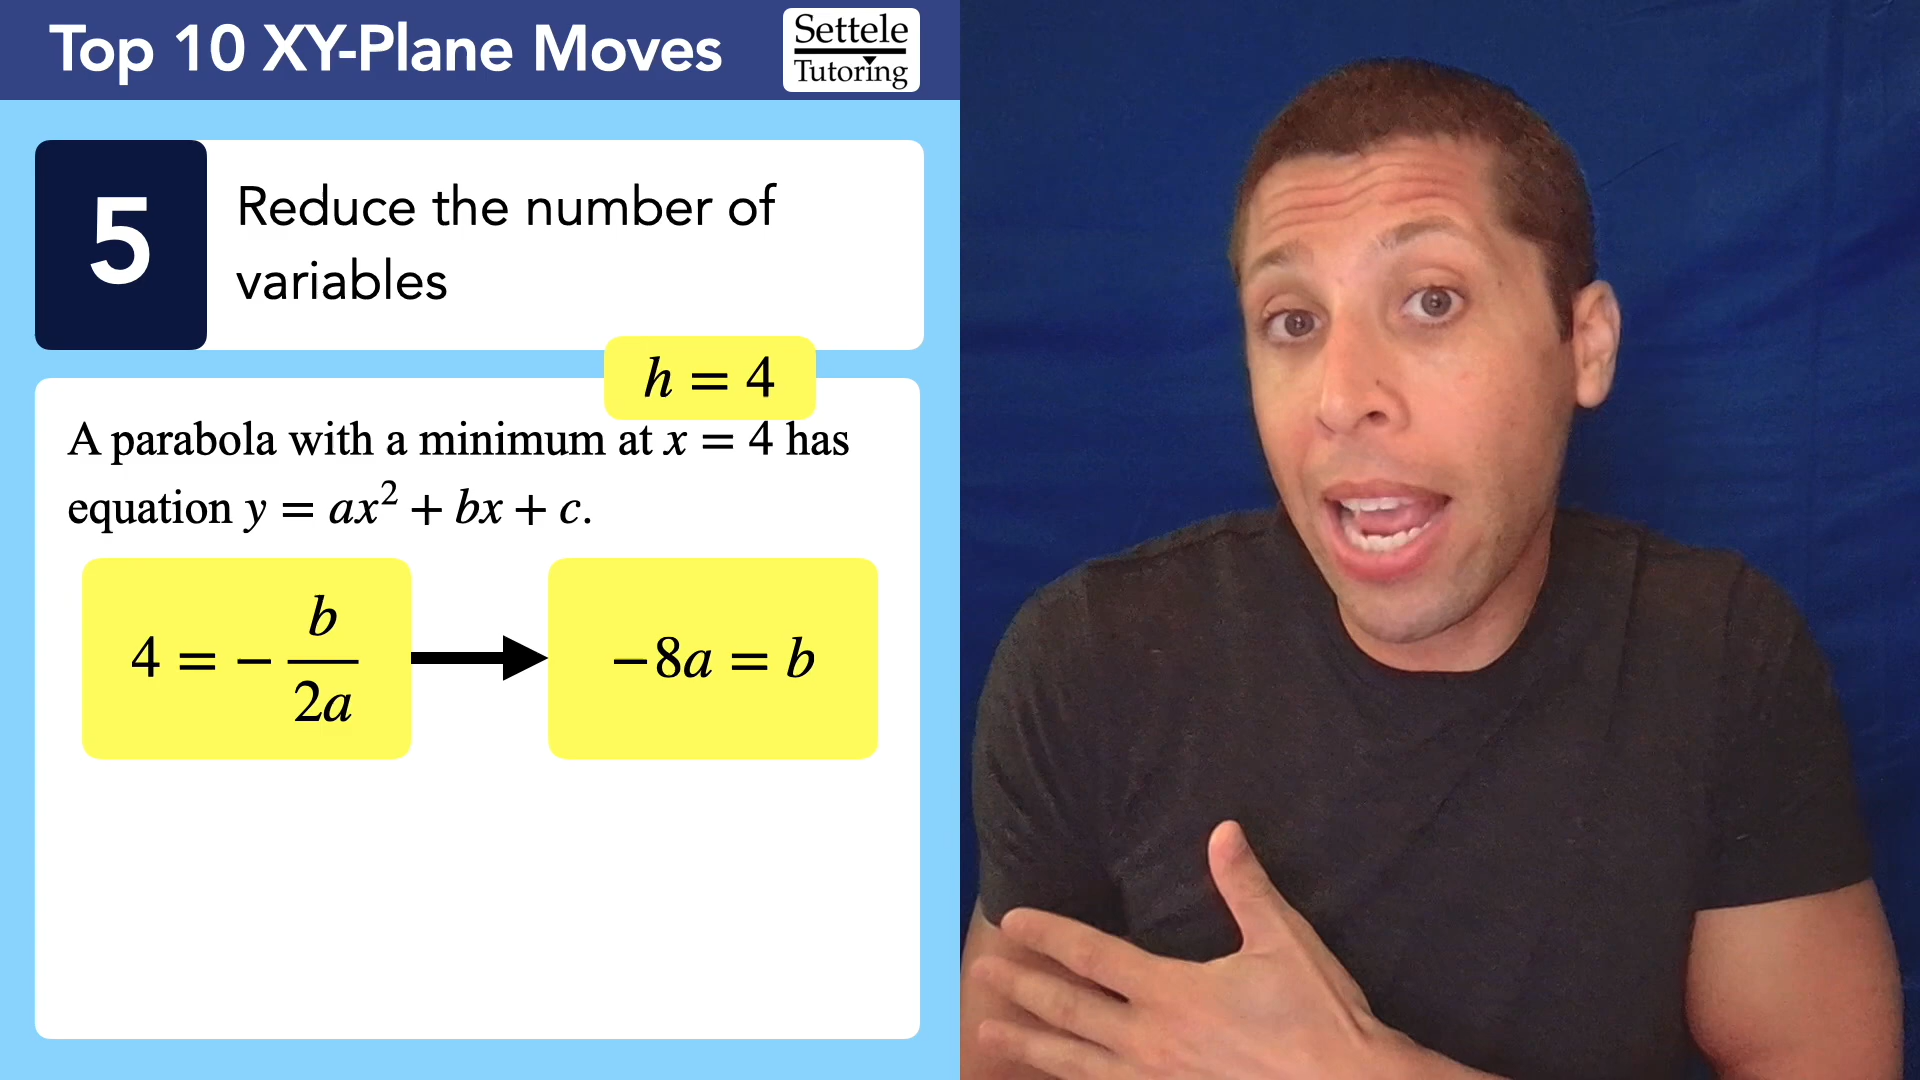 Top 10 XY-Plane Moves
Settele
Tutoring
5
Reduce the number of
variables
h = 4
A parabola with a minimum at x = 4 has
equation y = ax² + bx + c.
4 = − b/2a
−8a = b